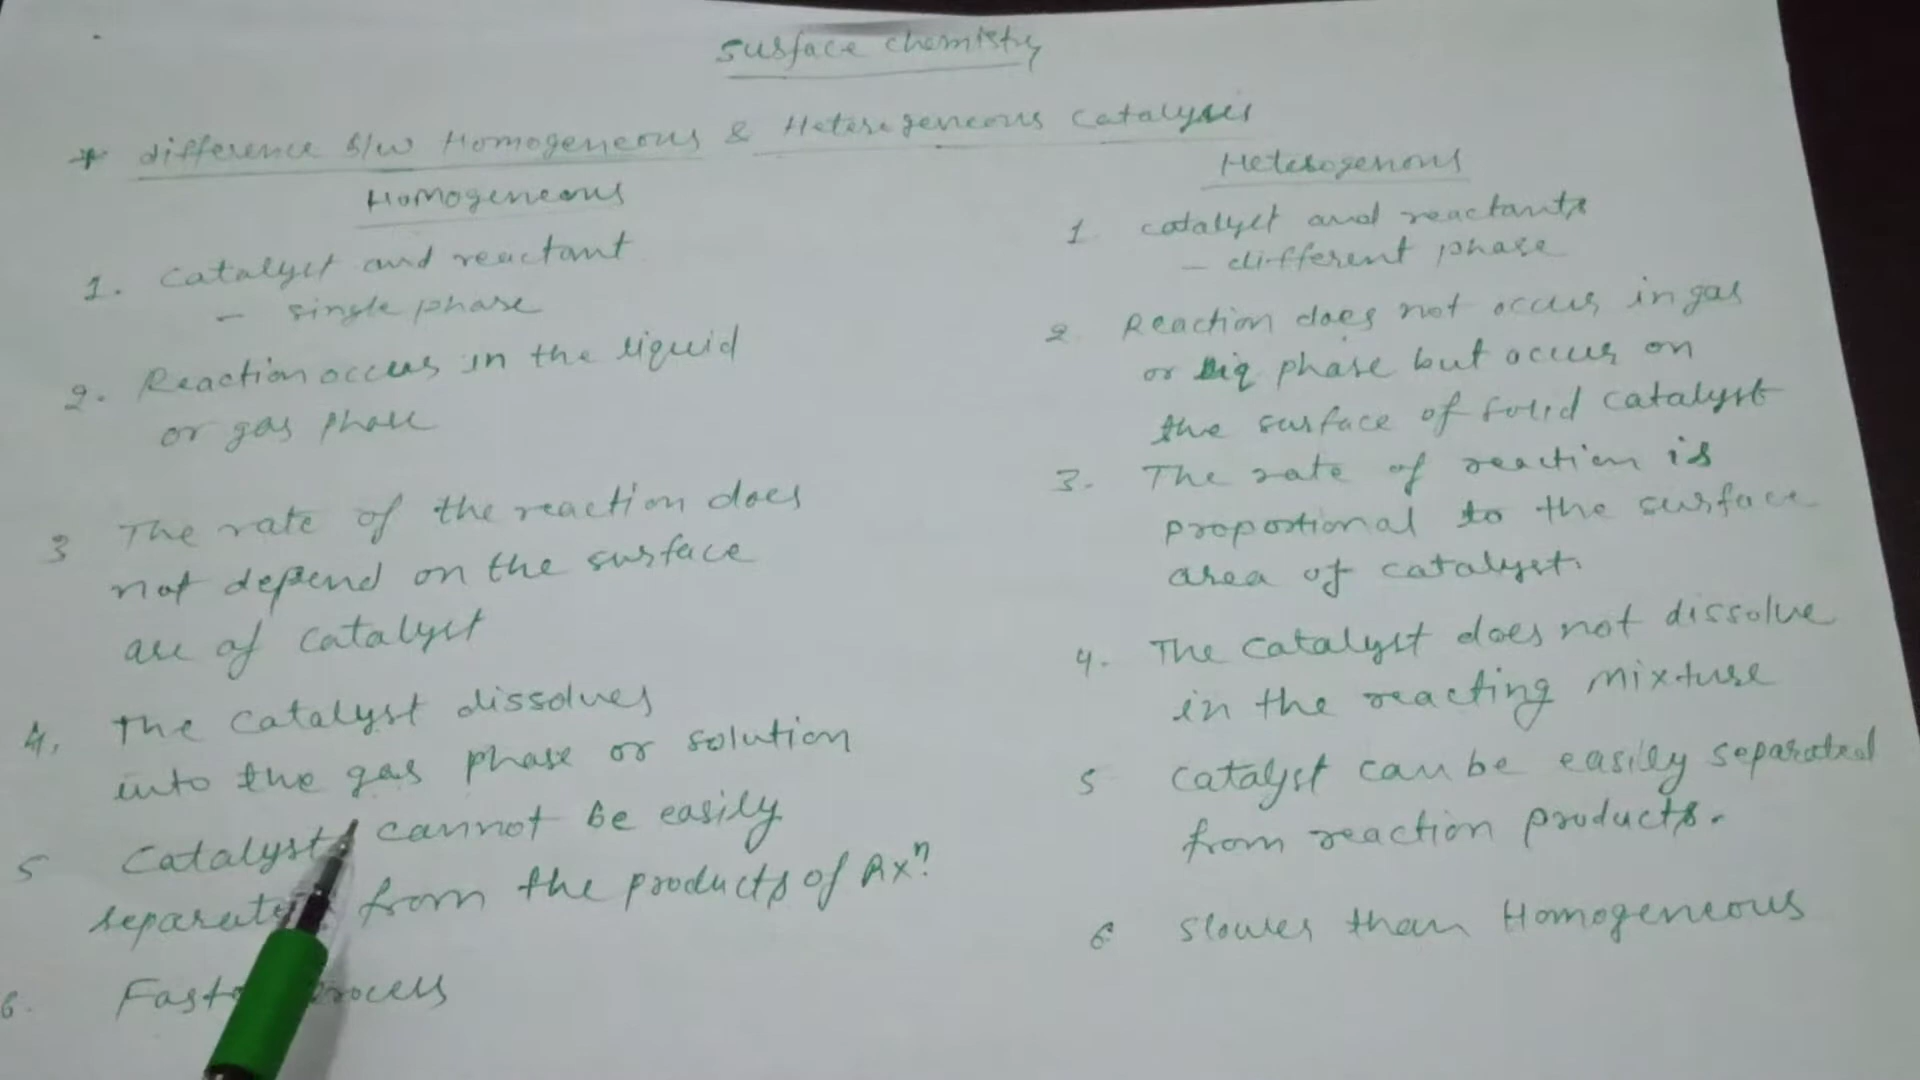 Surface chemistry
* difference b/w Homogeneous & Heterogeneous catalysis
Homogeneous
1. Catalyst and reactant
- single phase
2. Reaction occurs in the liquid
or gas phase
3 The rate of the reaction does
not depend on the surface
are of catalyst
4. The catalyst dissolves
into the gas phase or solution
5 Catalyst cannot be easily
separated from the products of Rxn
6. Faster process
Heterogenous
1. catalyst and reactants
- different phase
2. Reaction does not occur in gas
or liq phase but occur on
the surface of solid catalyst
3. The rate of reaction is
proportional to the surface
area of catalyst.
4. The catalyst does not dissolve
in the reacting mixture
5 catalyst can be easily separated
from reaction products.
6 slower than Homogeneous